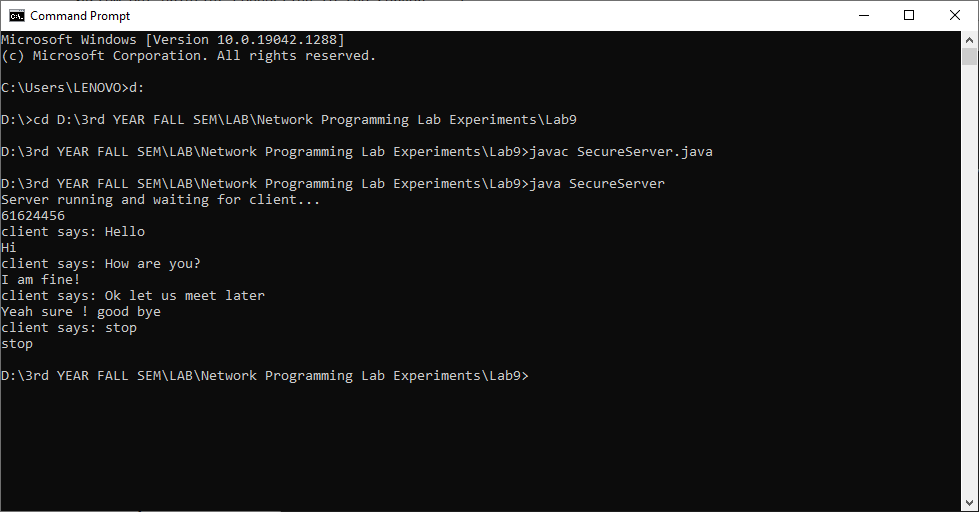 Command Prompt
Microsoft Windows [Version 10.0.19042.1288]
(c) Microsoft Corporation. All rights reserved.
C:\Users\LENOVO>d:
D:\>cd D:\3rd YEAR FALL SEM\LAB\Network Programming Lab Experiments\Lab9
D:\3rd YEAR FALL SEM\LAB\Network Programming Lab Experiments\Lab9>javac SecureServer.java
D:\3rd YEAR FALL SEM\LAB\Network Programming Lab Experiments\Lab9>java SecureServer
Server running and waiting for client...
61624456
client says: Hello
Hi
client says: How are you?
I am fine!
client says: Ok let us meet later
Yeah sure ! good bye
client says: stop
stop
D:\3rd YEAR FALL SEM\LAB\Network Programming Lab Experiments\Lab9>